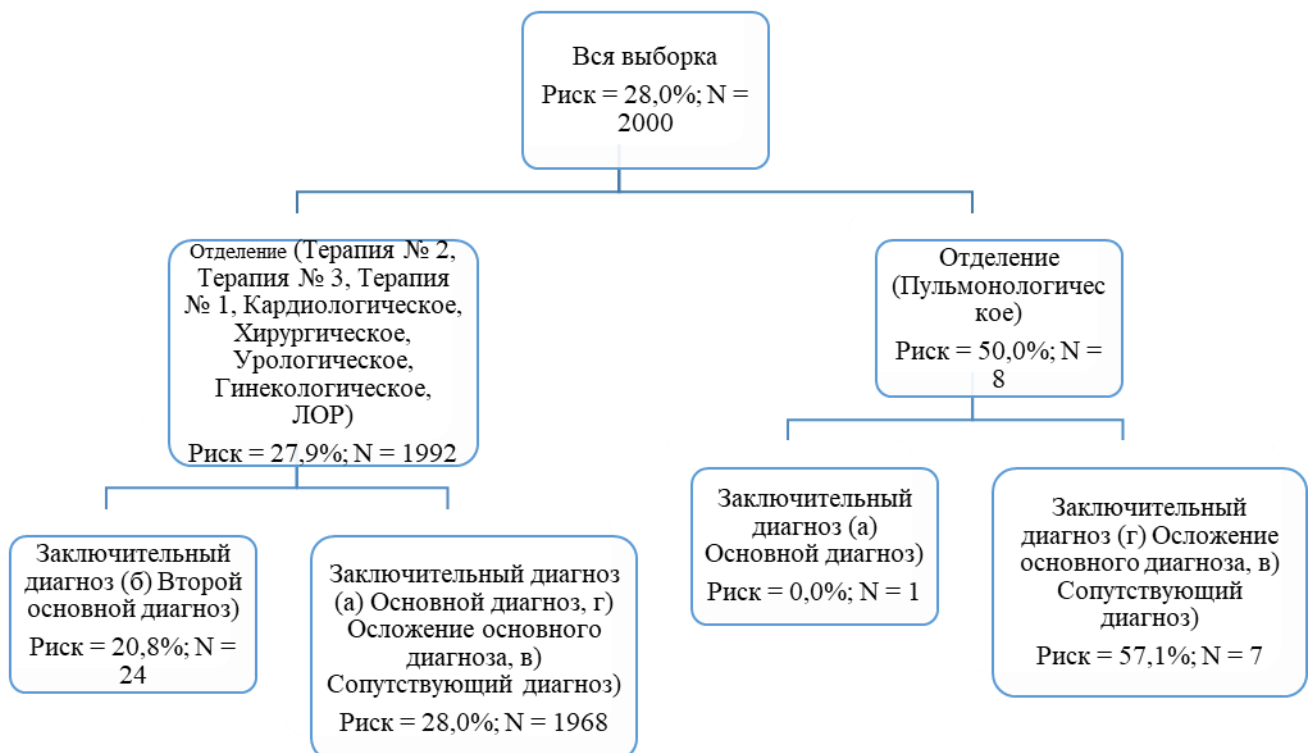 Вся выборка
Риск = 28,0%; N =
2000
Отделение (Терапия № 2,
Терапия № 3, Терапия
№ 1, Кардиологическое,
Хирургическое,
Урологическое,
Гинекологическое,
ЛОР)
Риск = 27,9%; N = 1992
Отделение
(Пульмонологичес
кое)
Риск = 50,0%; N =
8
Заключительный
диагноз (б) Второй
основной диагноз)
Риск = 20,8%; N =
24
Заключительный диагноз
(а) Основной диагноз, г)
Осложение основного
диагноза, в)
Сопутствующий диагноз)
Риск = 28,0%; N = 1968
Заключительный
диагноз (а)
Основной диагноз)
Риск = 0,0%; N = 1
Заключительный
диагноз (г) Осложение
основного диагноза, в)
Сопутствующий
диагноз)
Риск = 57,1%; N = 7